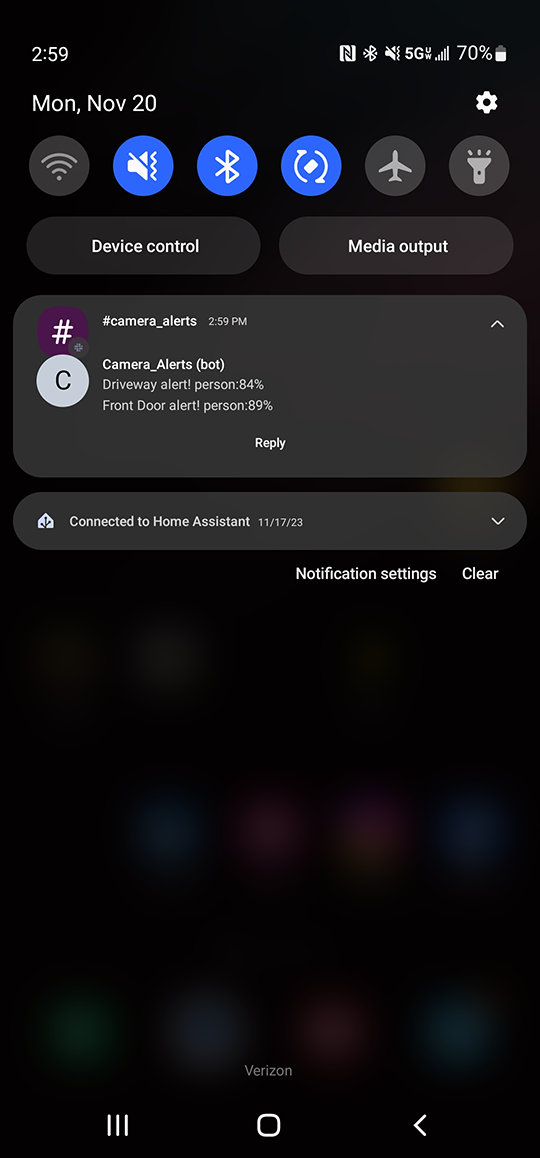 2:59
5G UW
70%
Mon, Nov 20
Device control
Media output
#
#camera_alerts 2:59 PM
C
Camera_Alerts (bot)
Driveway alert! person:84%
Front Door alert! person:89%
Reply
Connected to Home Assistant 11/17/23
Notification settings
Clear
Verizon